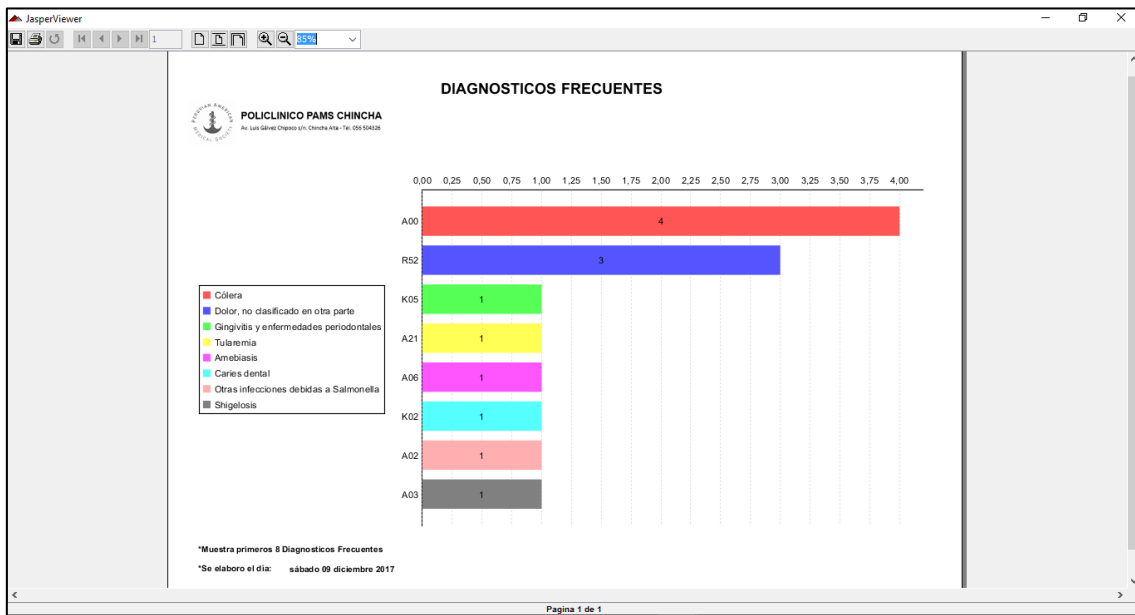 JasperViewer
1
85%
DIAGNOSTICOS FRECUENTES
PERUVIAN AMERICAN MEDICAL SOCIETY
POLICLINICO PAMS CHINCHA
Av. Luis Gálvez Chipoco s/n. Chincha Alta - Tel. 056 504326
0,00 0,25 0,50 0,75 1,00 1,25 1,50 1,75 2,00 2,25 2,50 2,75 3,00 3,25 3,50 3,75 4,00
A00 4
R52 3
K05 1
A21 1
A06 1
K02 1
A02 1
A03 1
Cólera
Dolor, no clasificado en otra parte
Gingivitis y enfermedades periodontales
Tularemia
Amebiasis
Caries dental
Otras infecciones debidas a Salmonella
Shigelosis
*Muestra primeros 8 Diagnosticos Frecuentes
*Se elaboro el dia: sábado 09 diciembre 2017
Pagina 1 de 1